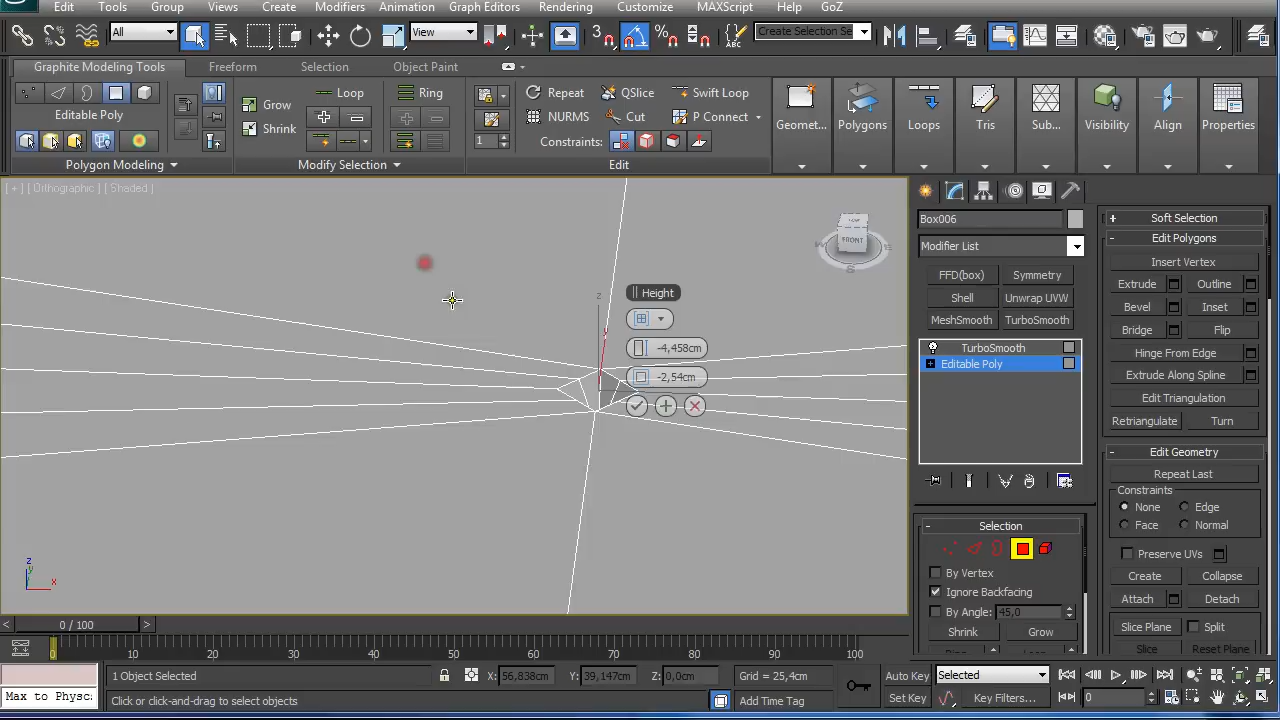 Edit Tools Group Views Create Modifiers Animation Graph Editors Rendering Customize MAXScript Help GoZ
All View 3 Create Selection Se
Graphite Modeling Tools Freeform Selection Object Paint
Loop Ring Repeat QSlice Swift Loop
Grow NURMS Cut P Connect
Editable Poly Geomet... Polygons Loops Tris Sub... Visibility Align Properties
Shrink 1 Constraints:
Polygon Modeling Modify Selection Edit
[ + ] [ Orthographic ] [ Shaded ]
FRONT
Height
-4,458cm
-2,54cm
z
z
y
x
Box006
Modifier List
FFD(box) Symmetry
Shell Unwrap UVW
MeshSmooth TurboSmooth
TurboSmooth
Editable Poly
Selection
By Vertex
Ignore Backfacing
By Angle: 45,0
Shrink Grow
Soft Selection
Edit Polygons
Insert Vertex
Extrude Outline
Bevel Inset
Bridge Flip
Hinge From Edge
Extrude Along Spline
Edit Triangulation
Retriangulate Turn
Edit Geometry
Repeat Last
Constraints
None Edge
Face Normal
Preserve UVs
Create Collapse
Attach Detach
Slice Plane Split
Slice Reset Plane
0 / 100
0 10 20 30 40 50 60 70 80 90 100
1 Object Selected X: 56,838cm Y: 39,147cm Z: 0,0cm Grid = 25,4cm Auto Key Selected
Max to Physc: Click or click-and-drag to select objects Add Time Tag Set Key Key Filters... 0